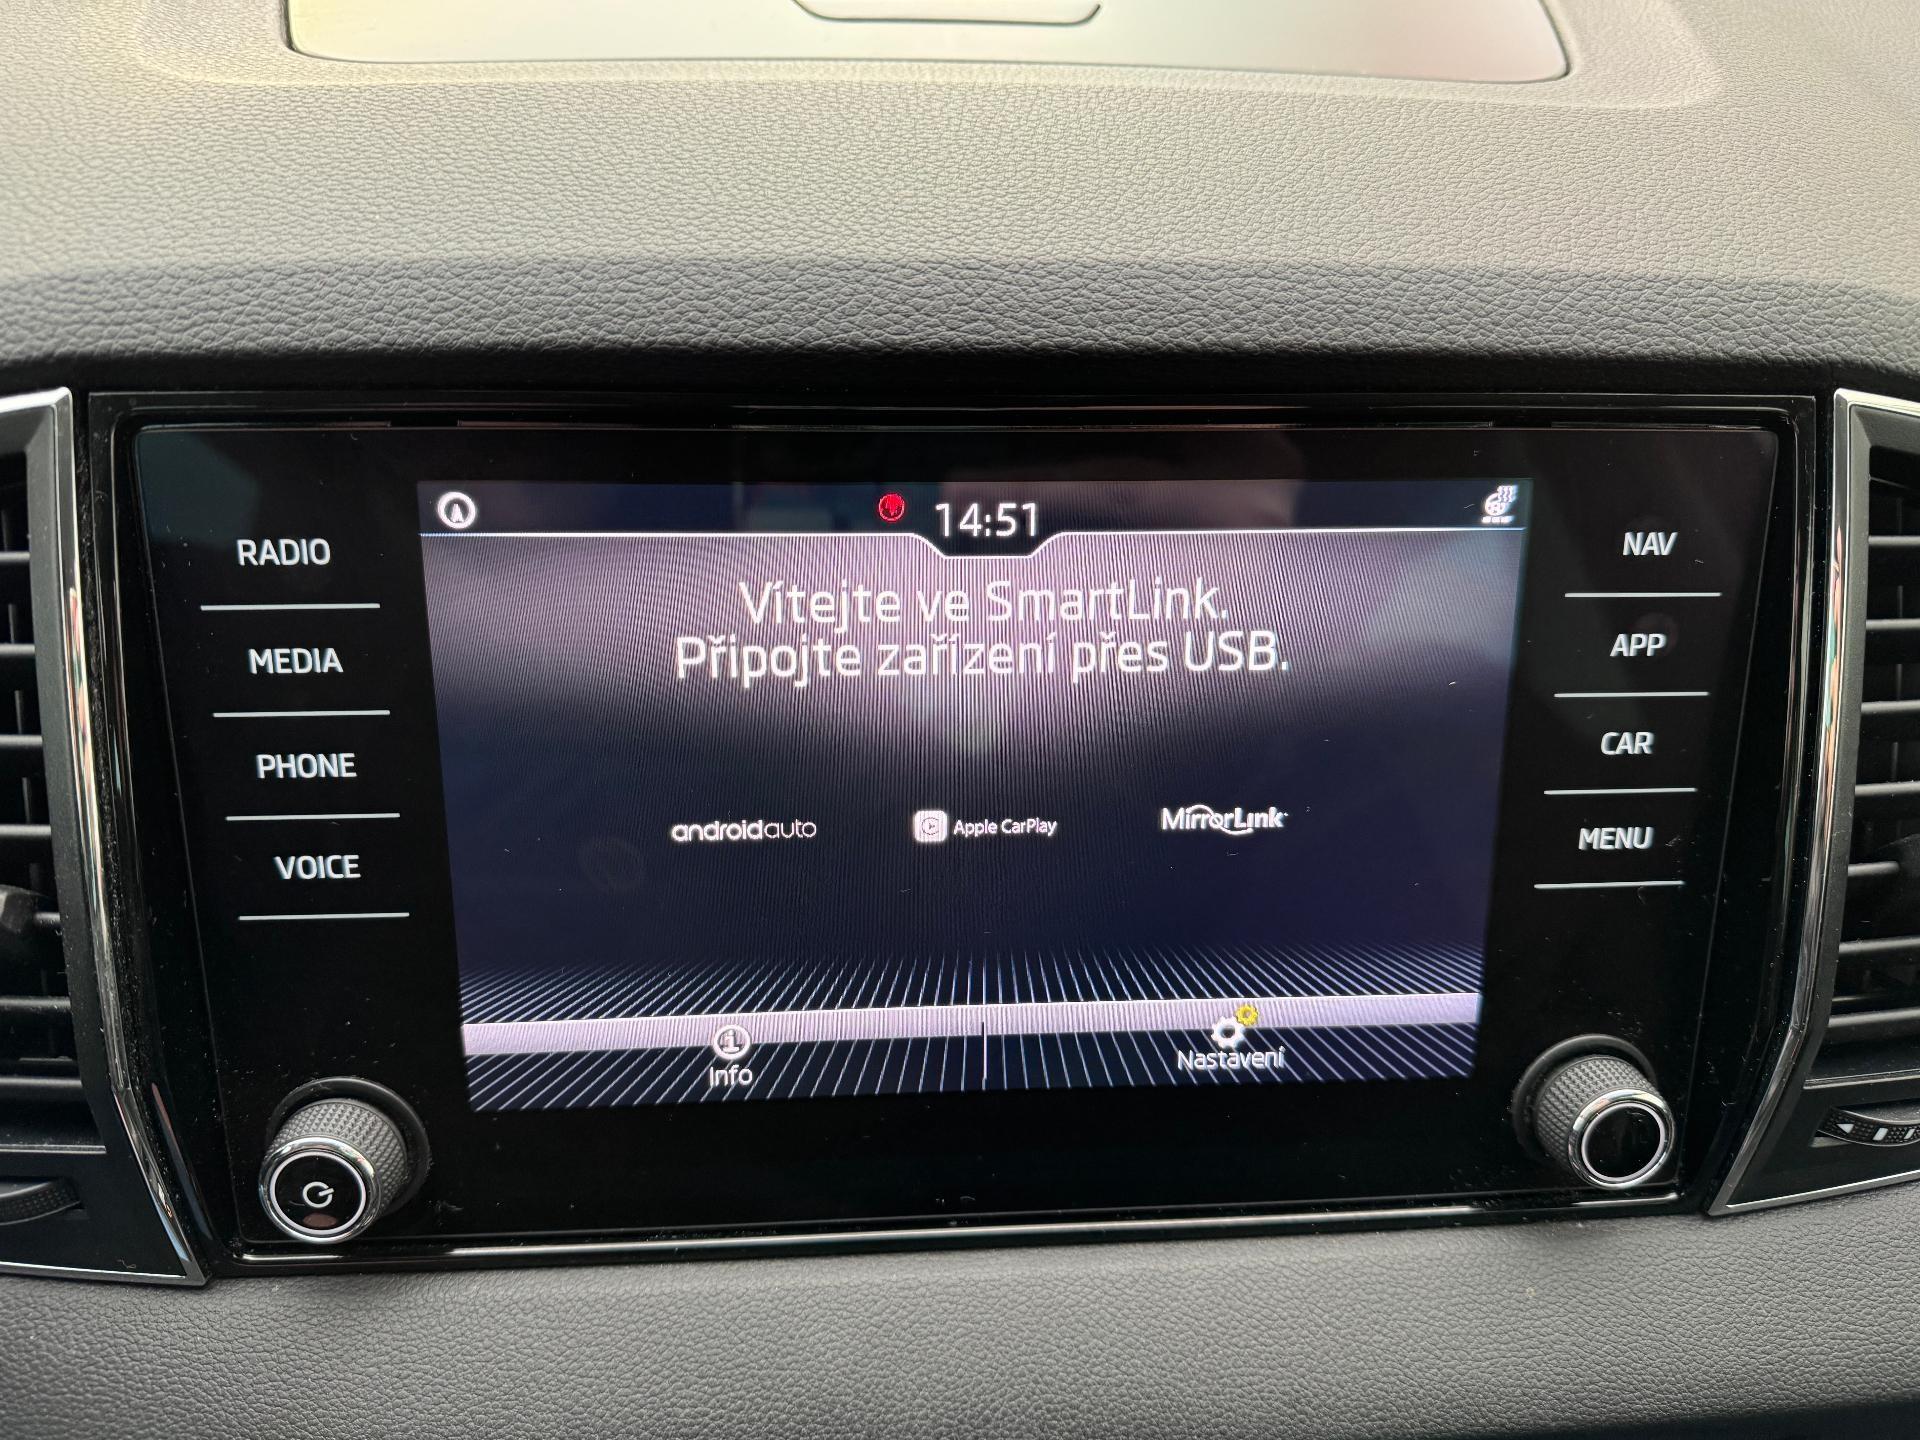 14:51
Vítejte ve SmartLink.
Připojte zařízení přes USB.
androidauto
Apple CarPlay
MirrorLink
Info
Nastavení
RADIO
MEDIA
PHONE
VOICE
NAV
APP
CAR
MENU